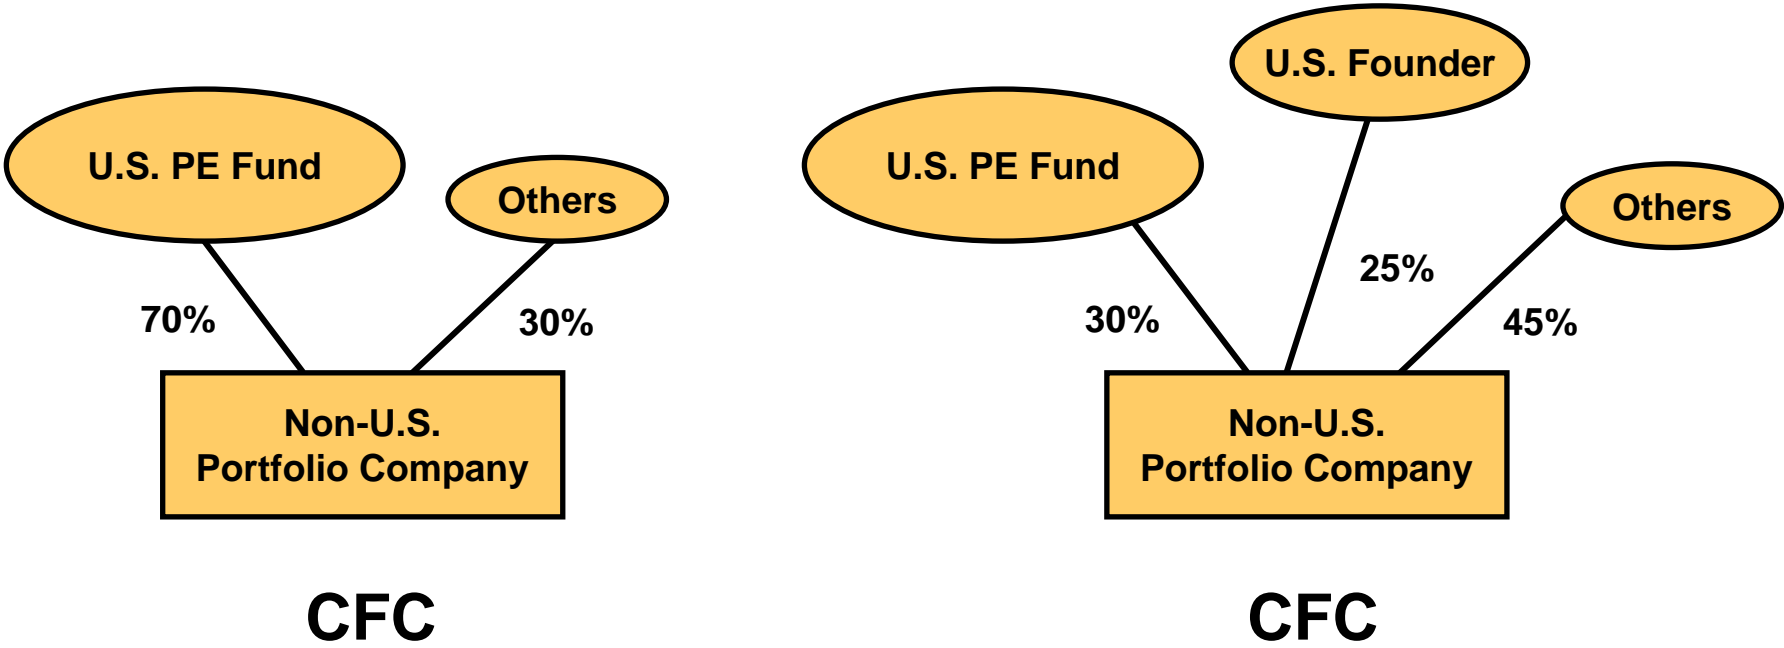 U.S. PE Fund
Others
70%
30%
Non-U.S.
Portfolio Company
CFC
U.S. Founder
U.S. PE Fund
Others
30%
25%
45%
Non-U.S.
Portfolio Company
CFC